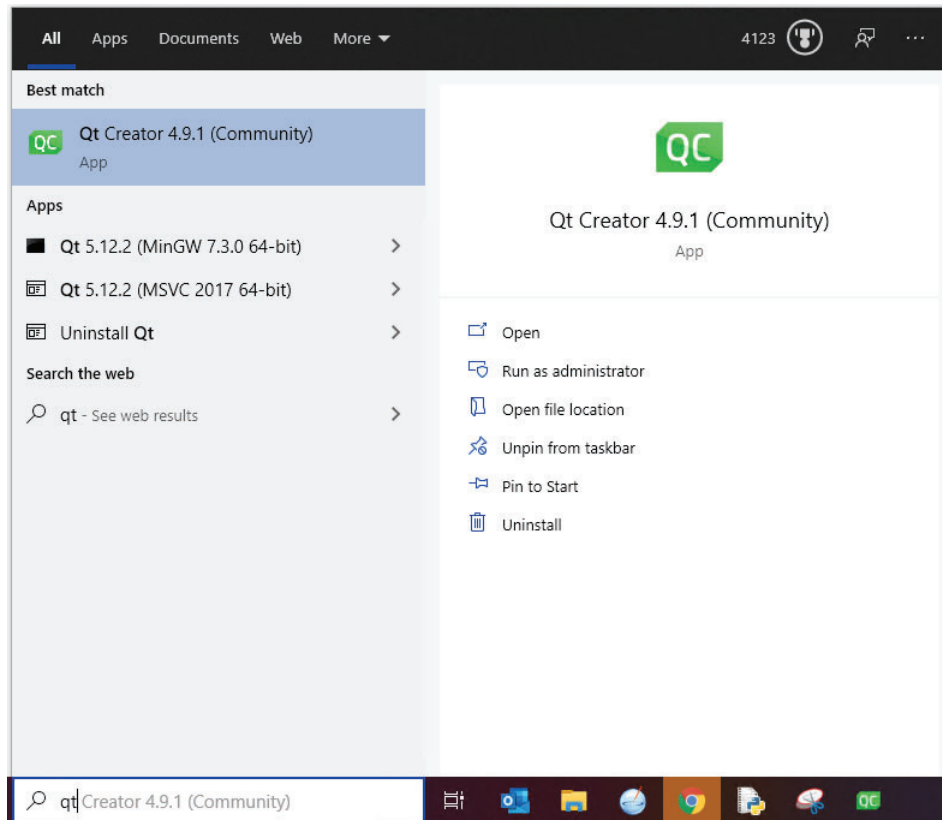 All Apps Documents Web More 4123 ...
Best match
QC Qt Creator 4.9.1 (Community)
App
Apps
Qt 5.12.2 (MinGW 7.3.0 64-bit)
Qt 5.12.2 (MSVC 2017 64-bit)
Uninstall Qt
Search the web
qt - See web results
QC
Qt Creator 4.9.1 (Community)
App
Open
Run as administrator
Open file location
Unpin from taskbar
Pin to Start
Uninstall
qt Creator 4.9.1 (Community)
QC